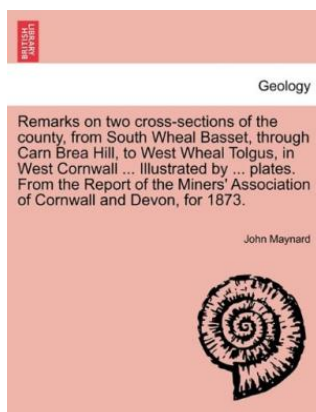 BRITISH
LIBRARY
Geology
Remarks on two cross-sections of the
county, from South Wheal Basset, through
Carn Brea Hill, to West Wheal Tolgus, in
West Cornwall ... Illustrated by ... plates.
From the Report of the Miners' Association
of Cornwall and Devon, for 1873.
John Maynard